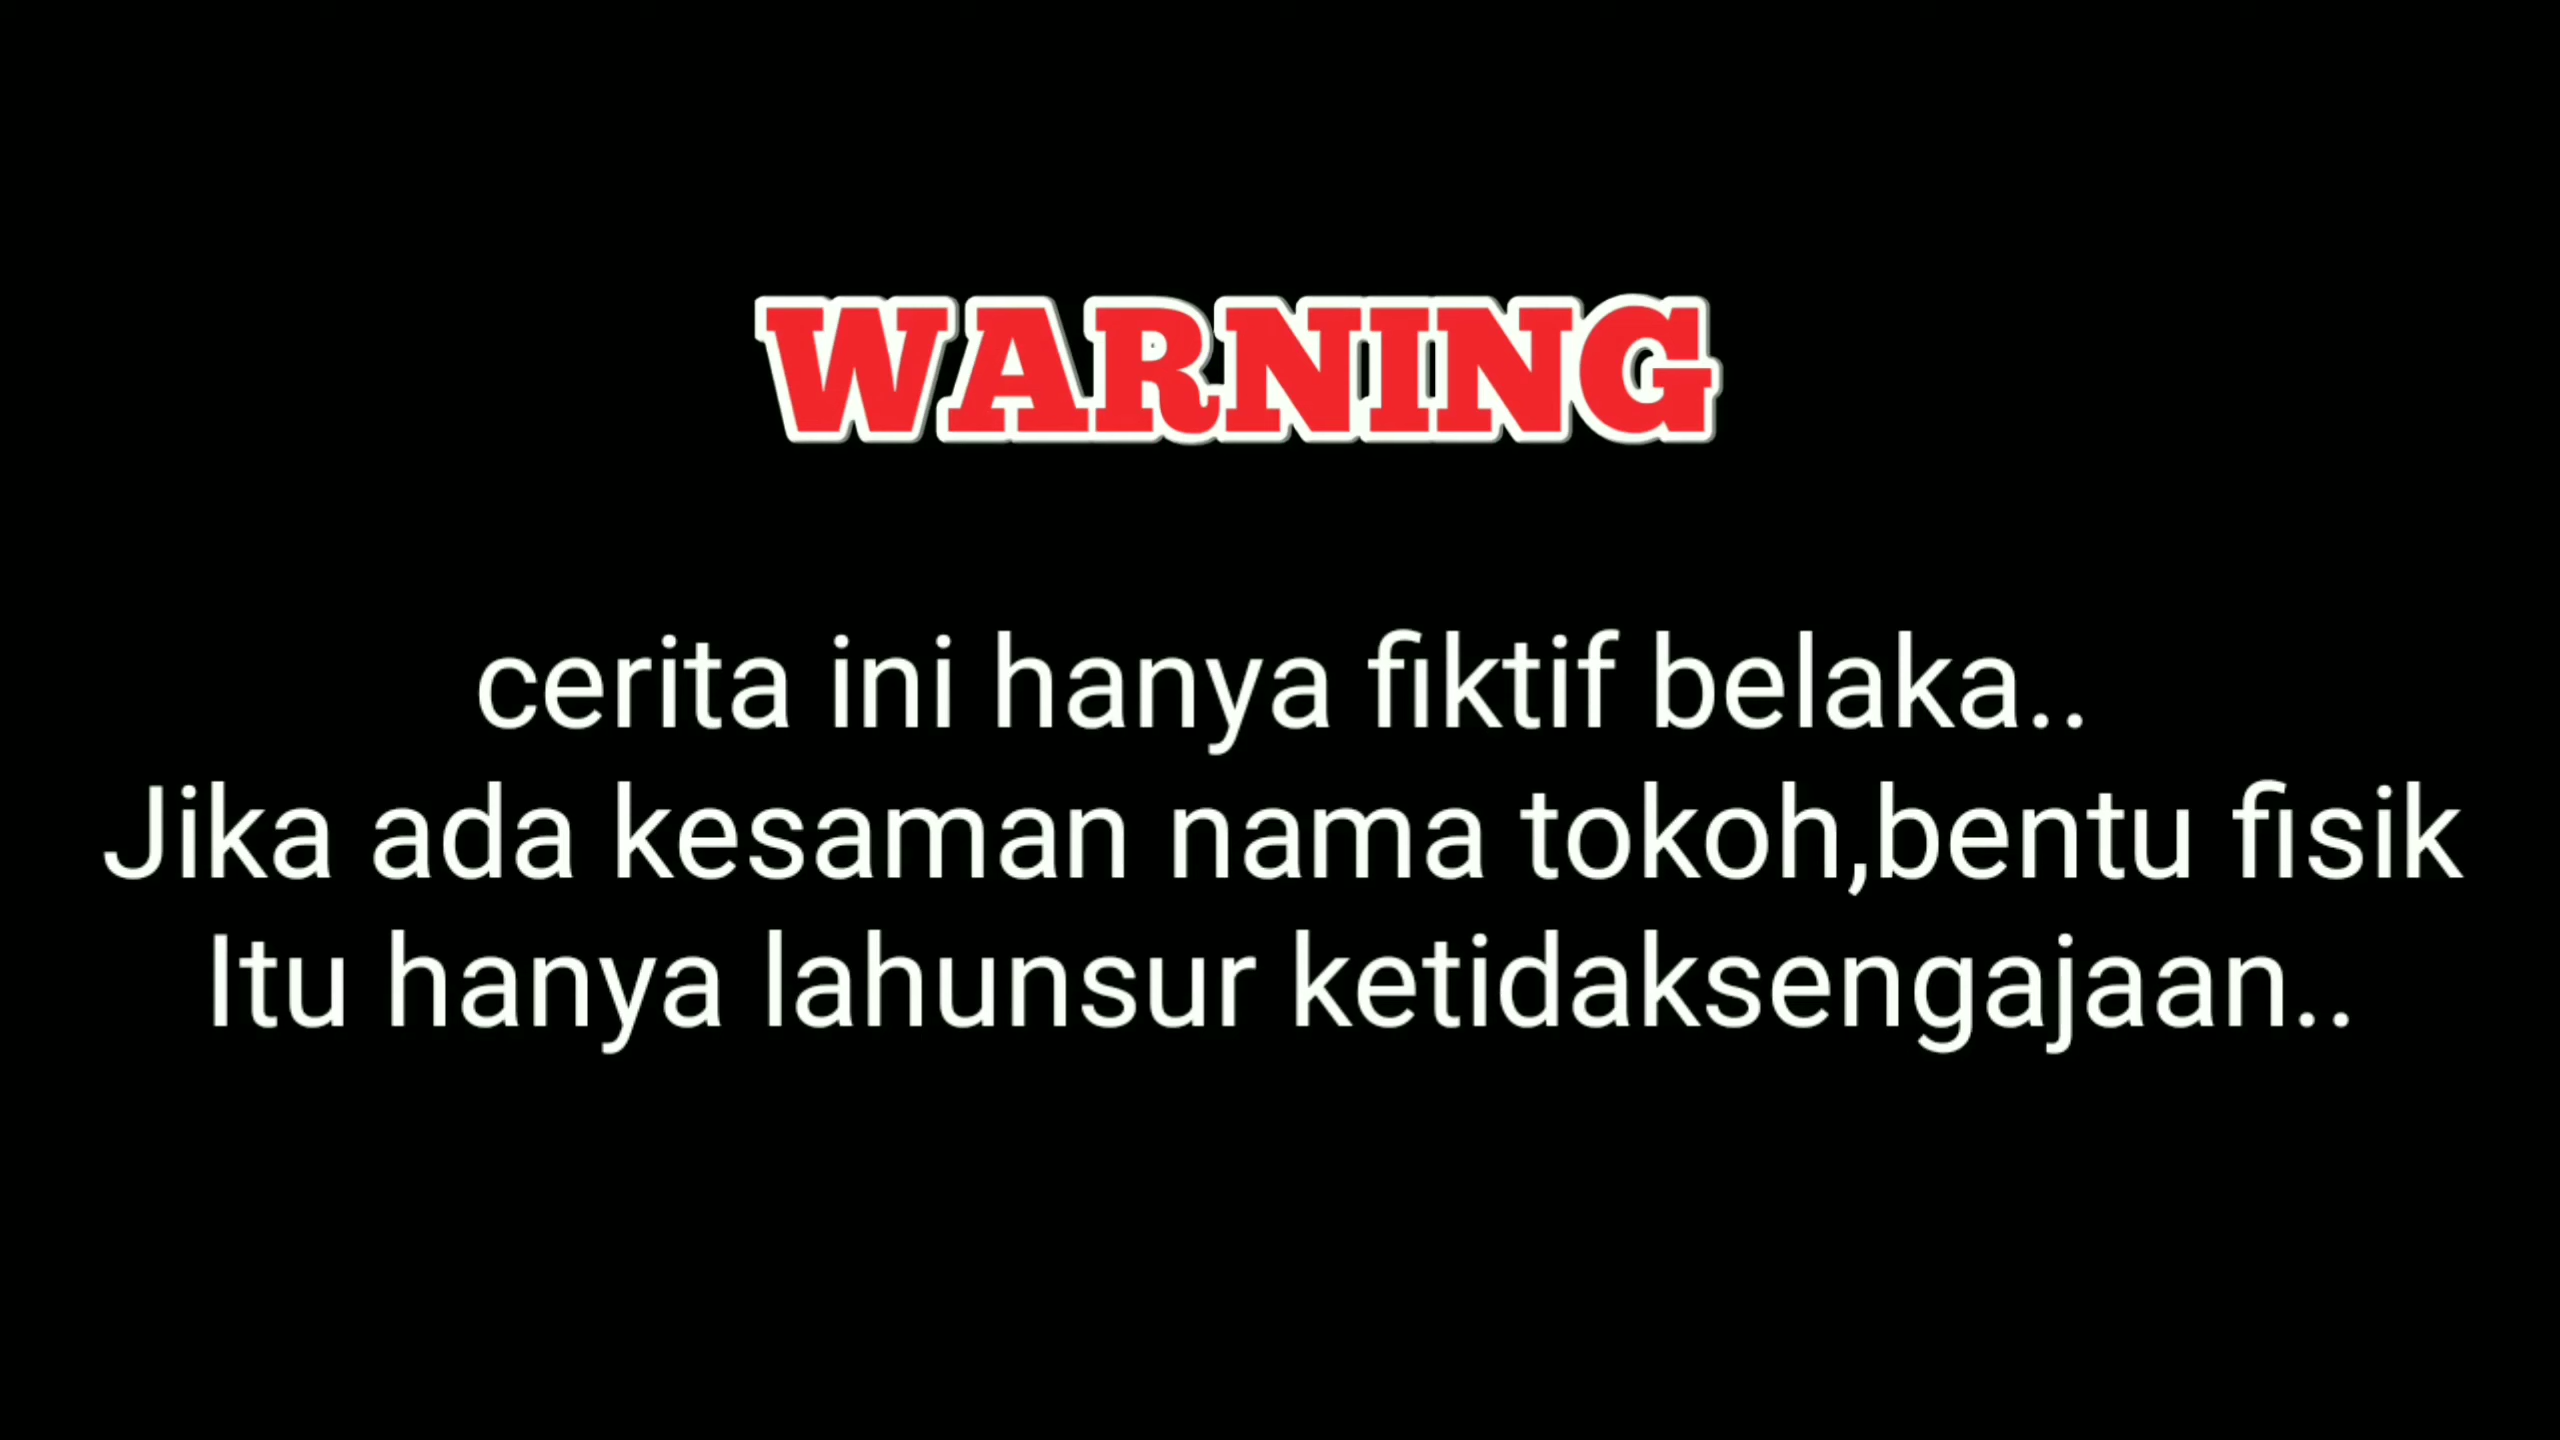 WARNING
cerita ini hanya fiktif belaka..
Jika ada kesaman nama tokoh,bentu fisik
Itu hanya lahunsur ketidaksengajaan..